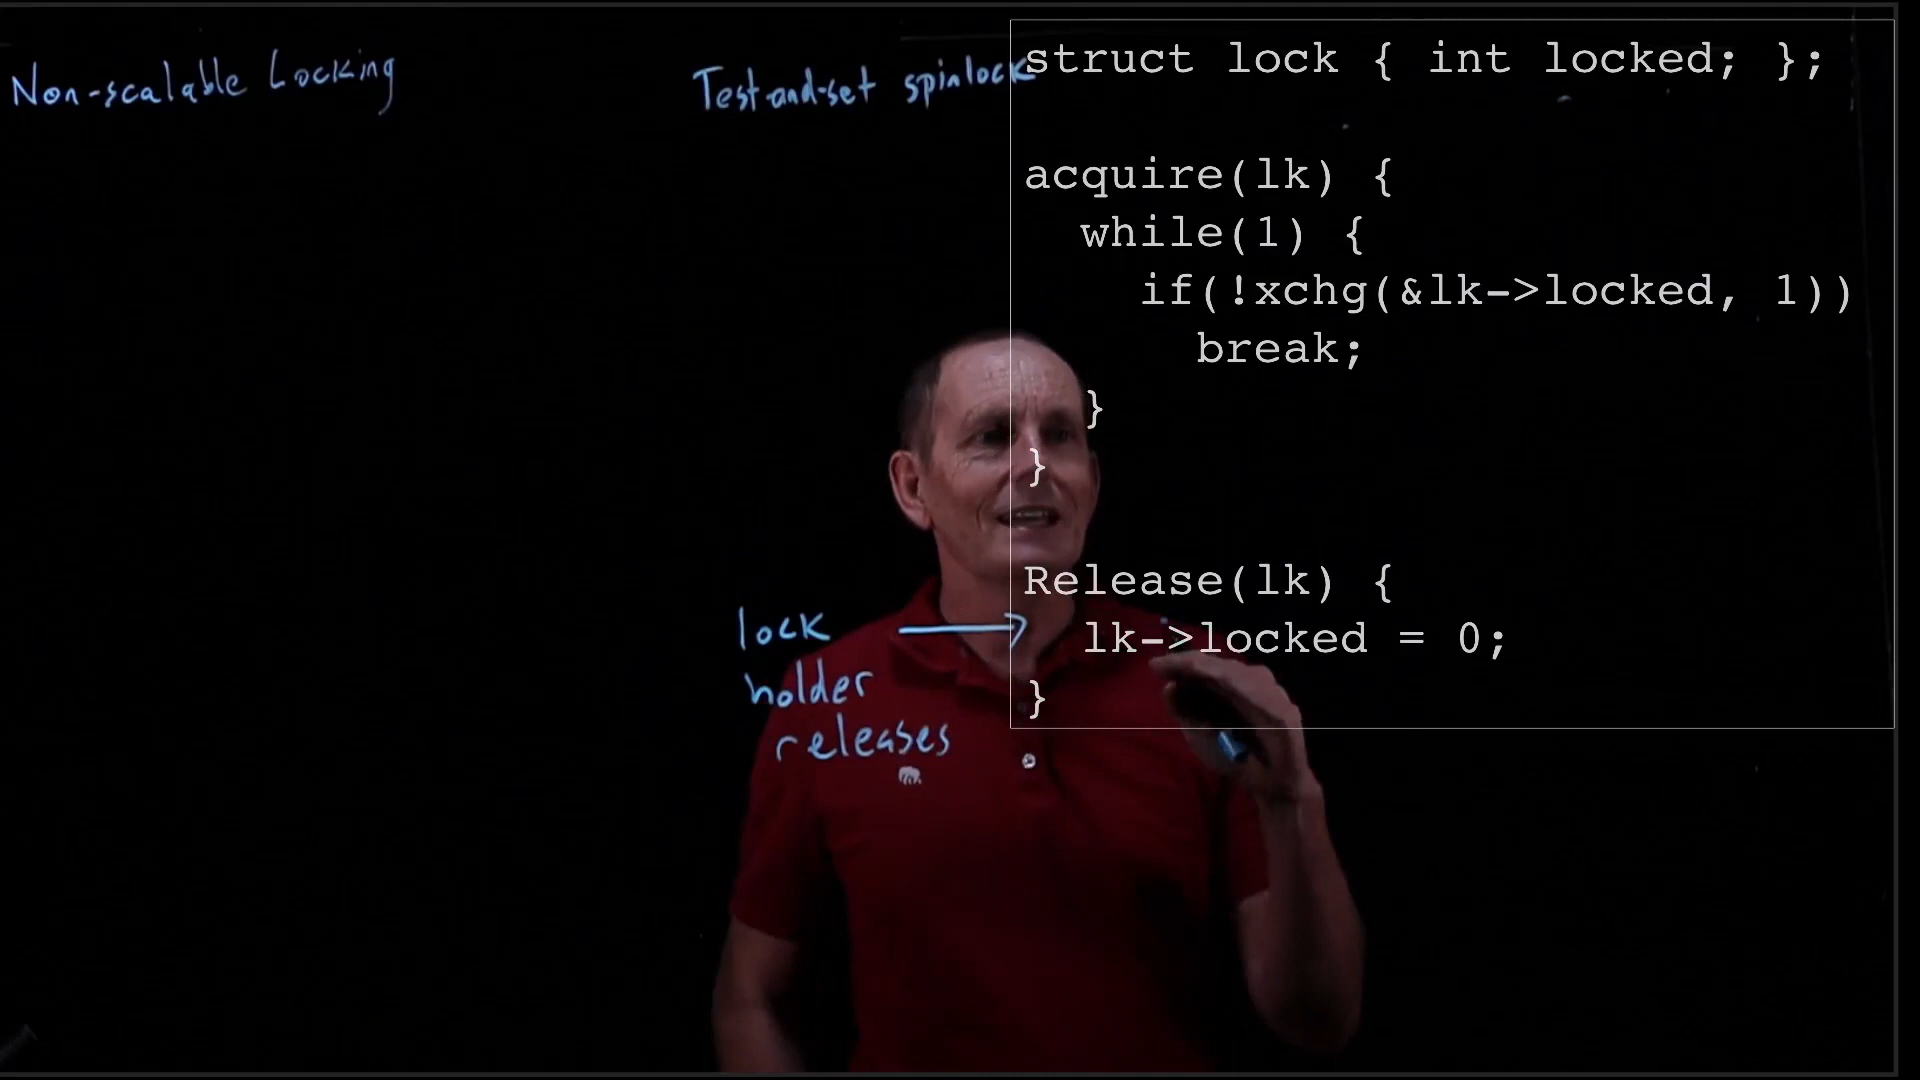 Non-scalable Locking
Test-and-set spinlock
struct lock { int locked; };
acquire(lk) {
while(1) {
if(!xchg(&lk->locked, 1))
break;
}
}
Release(lk) {
lk->locked = 0;
}
lock
holder
releases